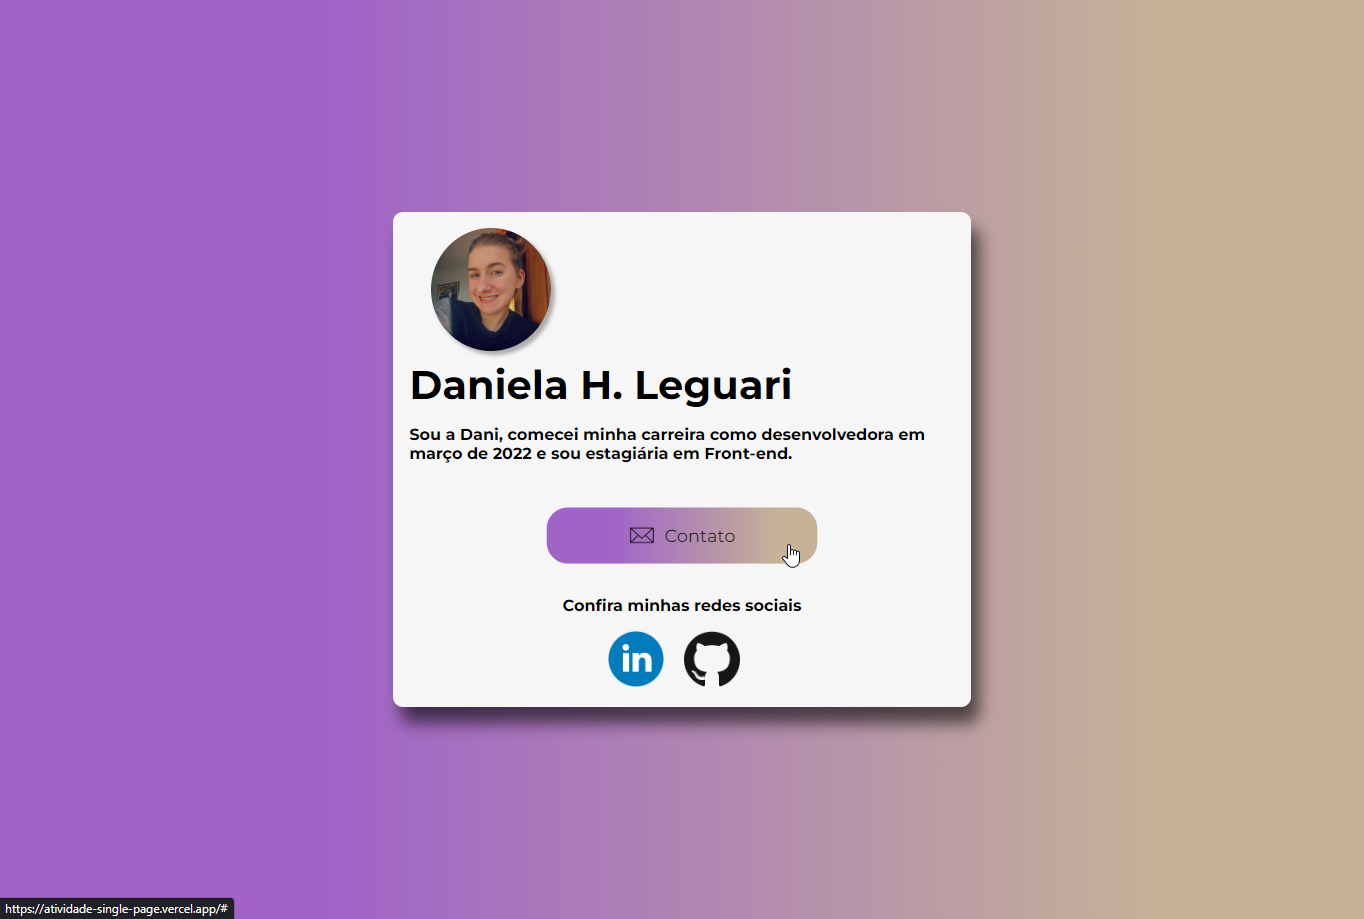 Daniela H. Leguari
Sou a Dani, comecei minha carreira como desenvolvedora em
março de 2022 e sou estagiária em Front-end.
Contato
Confira minhas redes sociais
in
https://atividade-single-page.vercel.app/#